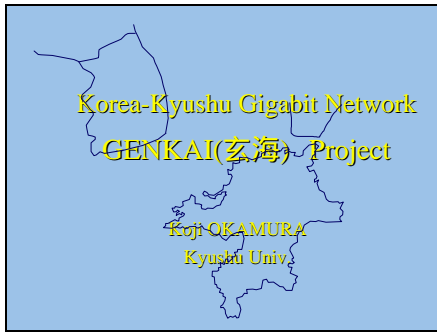 Korea-Kyushu Gigabit Network
GENKAI(玄海) Project
Koji OKAMURA
Kyushu Univ.